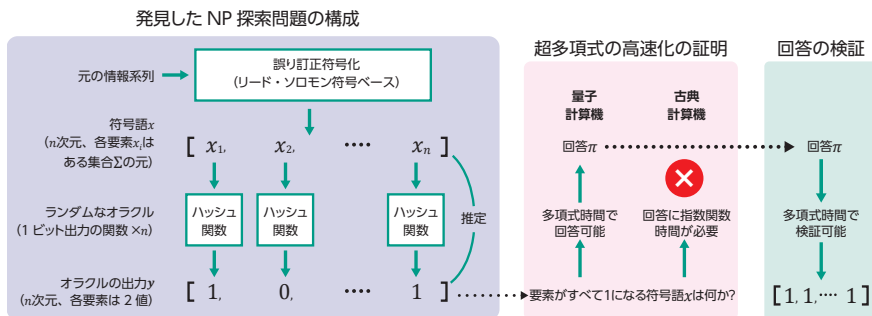 発見した NP 探索問題の構成
元の情報系列
誤り訂正符号化
(リード・ソロモン符号ベース)
符号語x
(n次元、各要素xᵢは
ある集合Σの元)
[ x₁, x₂, ‥‥ xₙ ]
ランダムなオラクル
(1 ビット出力の関数 ×n)
ハッシュ
関数
ハッシュ
関数
ハッシュ
関数
推定
オラクルの出力y
(n次元、各要素は 2 値)
[ 1, 0, ‥‥ 1 ]
超多項式の高速化の証明
量子
計算機
古典
計算機
回答π
多項式時間で
回答可能
回答に指数関数
時間が必要
要素がすべて1になる符号語xは何か?
回答の検証
回答π
多項式時間で
検証可能
[1, 1, ‥‥ 1 ]